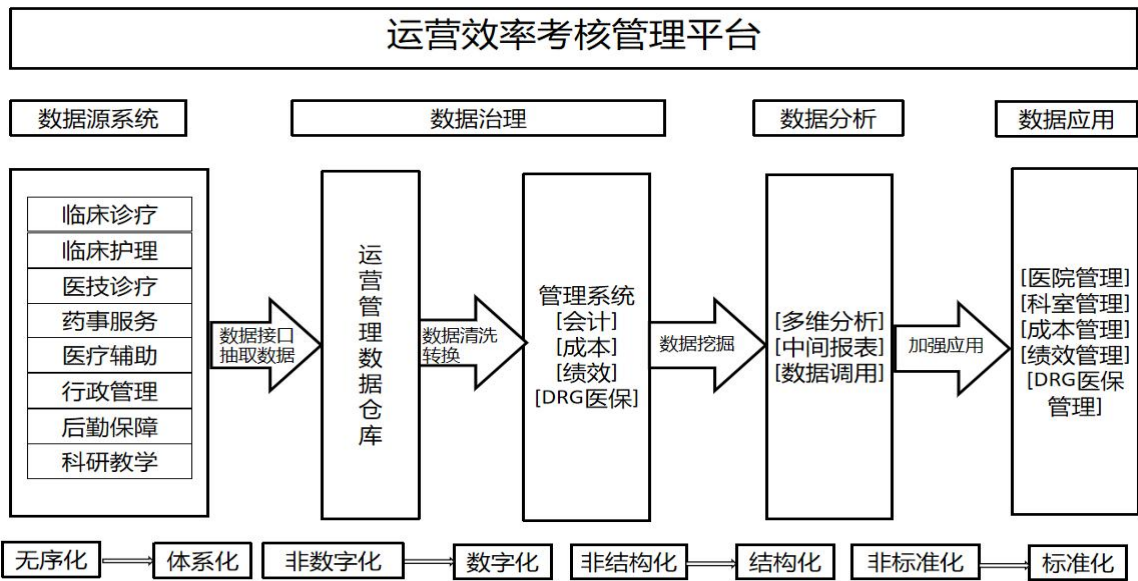 运营效率考核管理平台
数据源系统
数据治理
数据分析
数据应用
临床诊疗
临床护理
医技诊疗
药事服务
医疗辅助
行政管理
后勤保障
科研教学
数据接口
抽取数据
运
营
管
理
数
据
仓
库
数据清洗
转换
管理系统
[会计]
[成本]
[绩效]
[DRG医保]
数据挖掘
[多维分析]
[中间报表]
[数据调用]
加强应用
[医院管理]
[科室管理]
[成本管理]
[绩效管理]
[DRG医保
管理]
无序化
体系化
非数字化
数字化
非结构化
结构化
非标准化
标准化